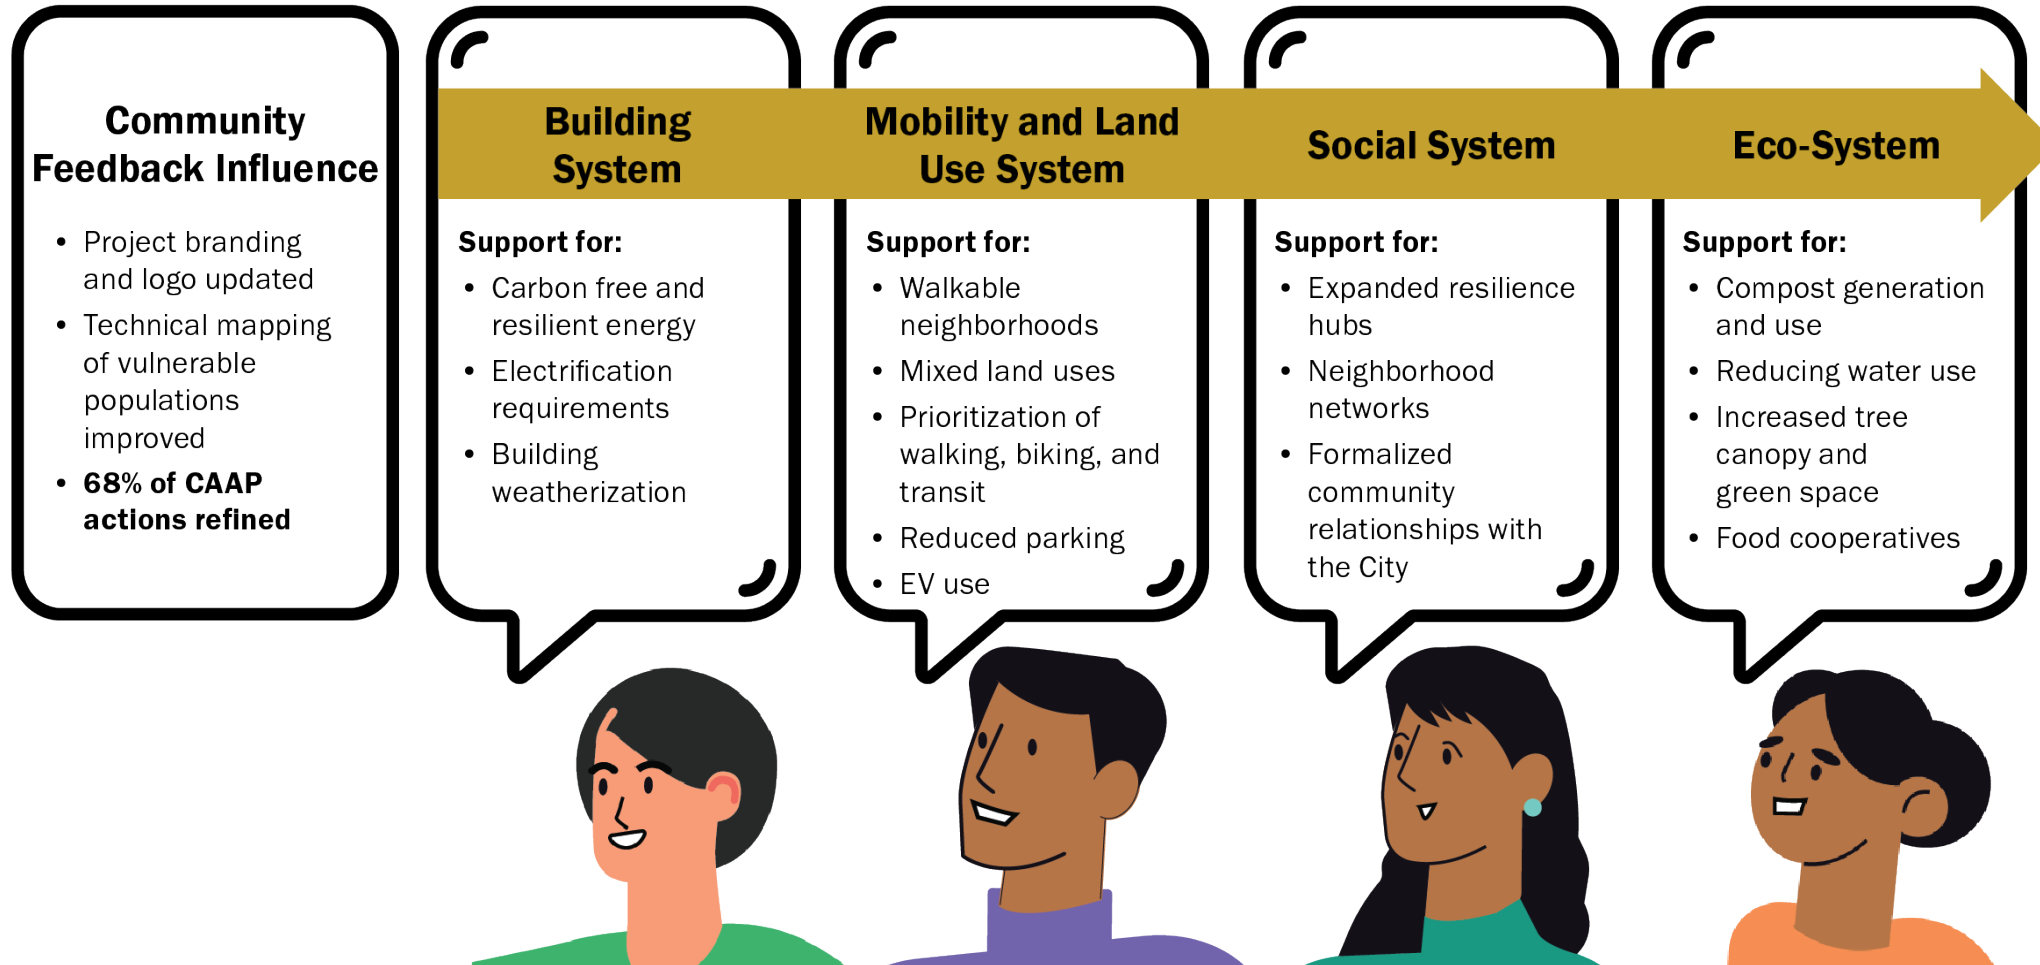 Community
Feedback Influence
• Project branding
and logo updated
• Technical mapping
of vulnerable
populations
improved
• 68% of CAAP
actions refined
Building
System
Support for:
• Carbon free and
resilient energy
• Electrification
requirements
• Building
weatherization
Mobility and Land
Use System
Support for:
• Walkable
neighborhoods
• Mixed land uses
• Prioritization of
walking, biking, and
transit
• Reduced parking
• EV use
Social System
Support for:
• Expanded resilience
hubs
• Neighborhood
networks
• Formalized
community
relationships with
the City
Eco-System
Support for:
• Compost generation
and use
• Reducing water use
• Increased tree
canopy and
green space
• Food cooperatives